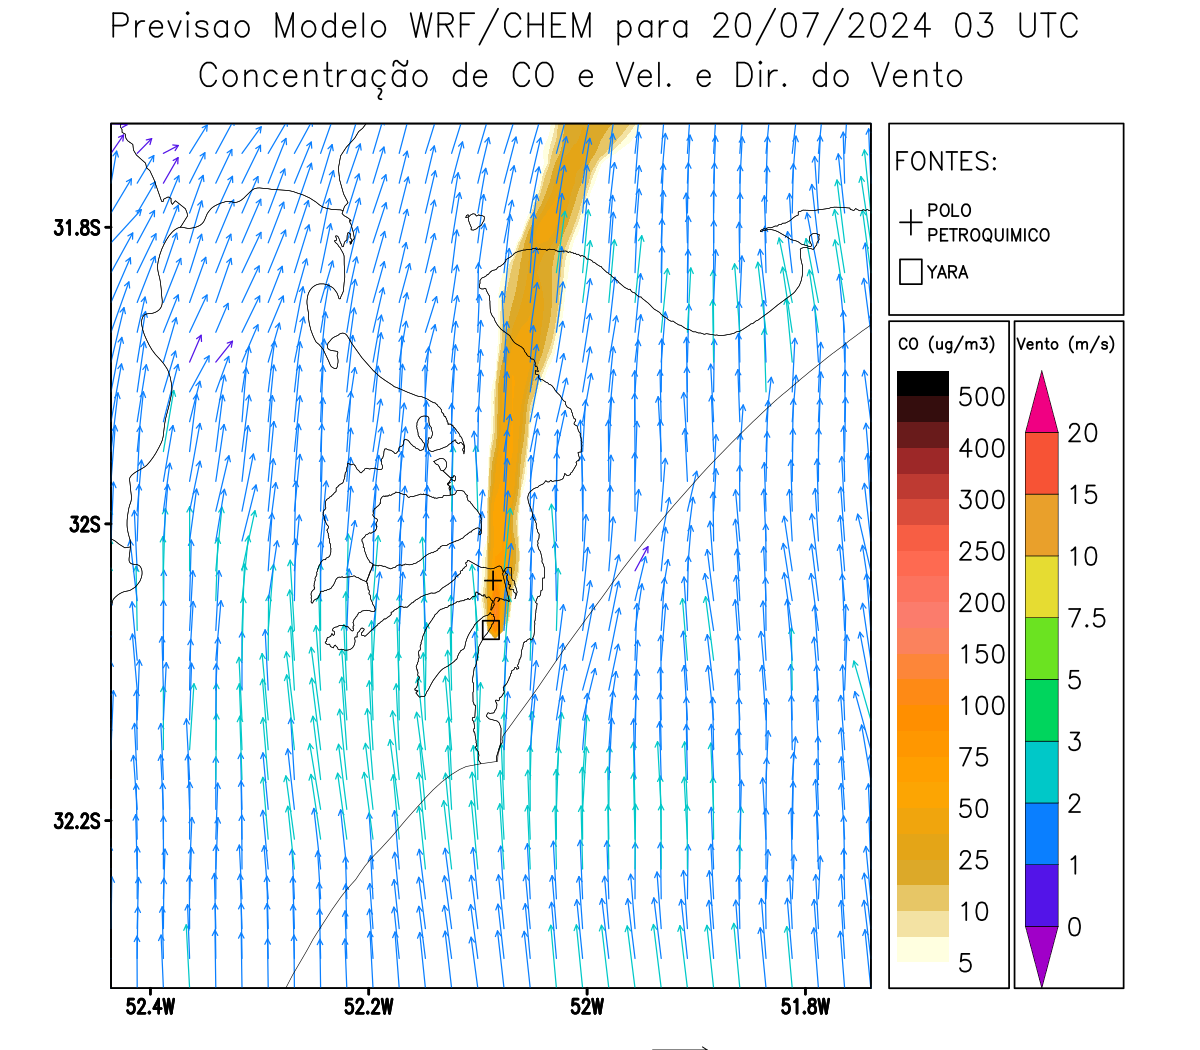 Previsao Modelo WRF/CHEM para 20/07/2024 03 UTC
Concentração de CO e Vel. e Dir. do Vento
FONTES:
POLO
PETROQUIMICO
YARA
CO (ug/m3)
500
400
300
250
200
150
100
75
50
25
10
5
Vento (m/s)
20
15
10
7.5
5
3
2
1
0
31.8S
32S
32.2S
52.4W
52.2W
52W
51.8W